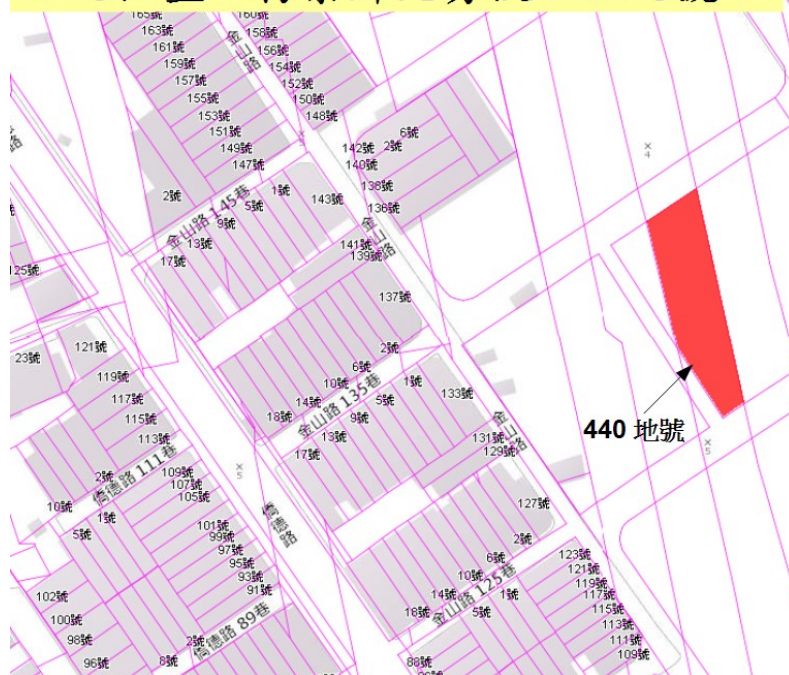 165號
160號
163號
158號
161號
156號
159號
154號
157號
152號
155號
150號
153號
148號
151號
149號
147號
金山路
6號
142號
2號
140號
138號
136號
2號
金山路 145巷
1號
143號
5號
9號
13號
17號
金山路
141號
139號
137號
125號
23號
121號
119號
117號
115號
113號
2號
6號
10號
14號
18號
金山路 135巷
1號
5號
9號
13號
17號
133號
131號
129號
金山路
440 地號
109號
107號
105號
2號
10號
僑德路 111巷
1號
5號
101號
99號
97號
95號
93號
91號
僑德路
127號
2號
6號
10號
14號
18號
金山路 125巷
1號
5號
123號
121號
119號
117號
115號
113號
111號
109號
102號
100號
98號
96號
2號
8號
僑德路 89巷
88號
×4
×5
×5